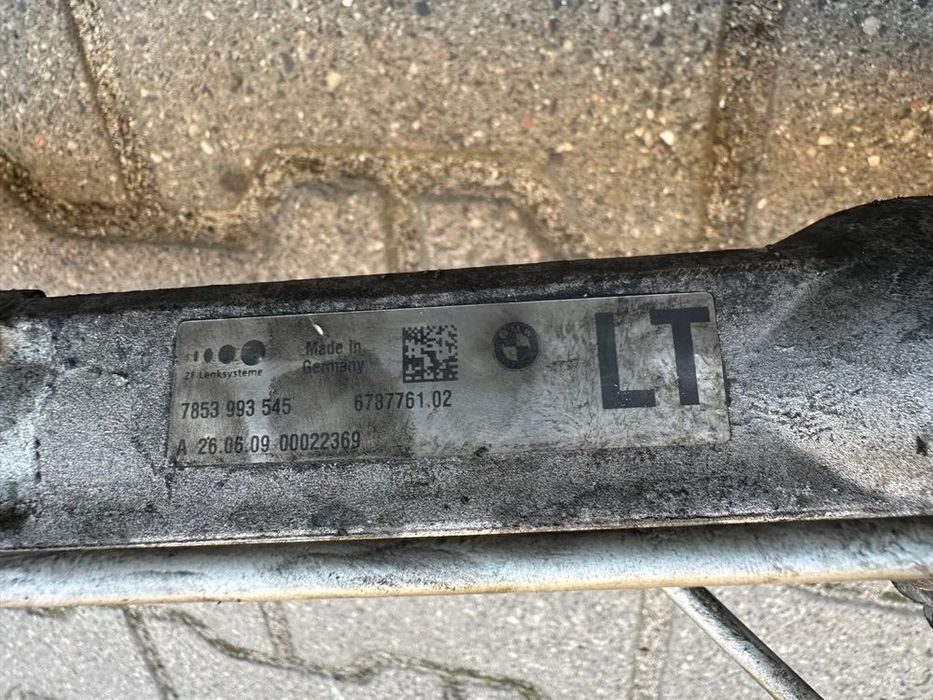 ZF Lenksysteme
Made in
Germany
LT
7853 993 545
6787761.02
A 26.06.09 00022369